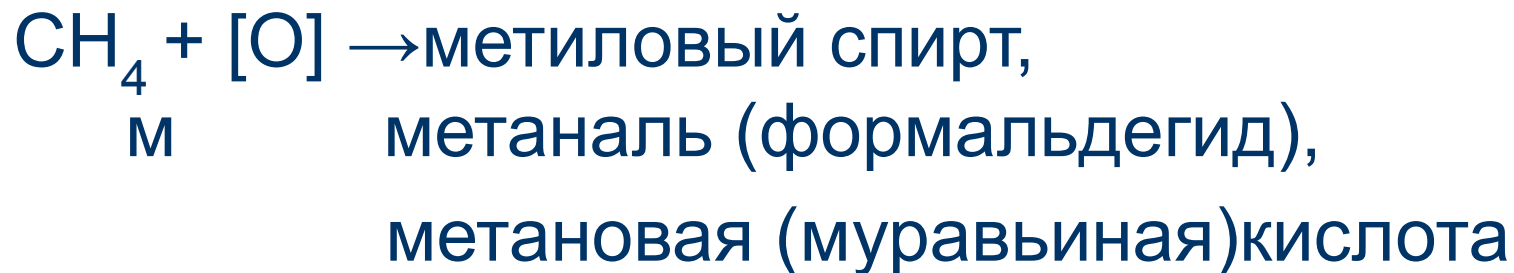 CH₄ + [O] →метиловый спирт,
м метаналь (формальдегид),
метановая (муравьиная)кислота